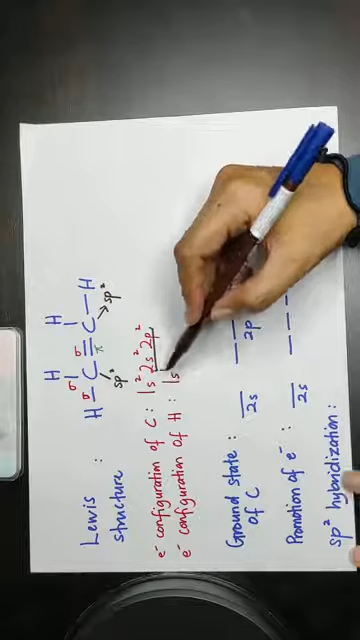 H H
σ| σ |
H — C = C — H
σ π
sp² sp²
Lewis structure :
e⁻ configuration of C : 1s² 2s² 2p²
e⁻ configuration of H : 1s
Ground state of C :
2s 2p
Promotion of e⁻ :
2s
sp² hybridization :